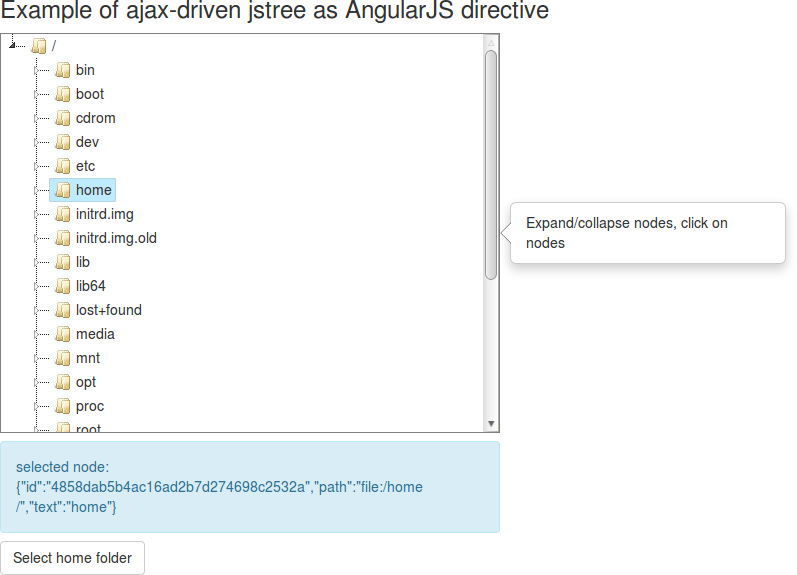 Example of ajax-driven jstree as AngularJS directive
/
bin
boot
cdrom
dev
etc
home
initrd.img
initrd.img.old
lib
lib64
lost+found
media
mnt
opt
proc
root
Expand/collapse nodes, click on
nodes
selected node:
{"id":"4858dab5b4ac16ad2b7d274698c2532a","path":"file:/home
/","text":"home"}
Select home folder